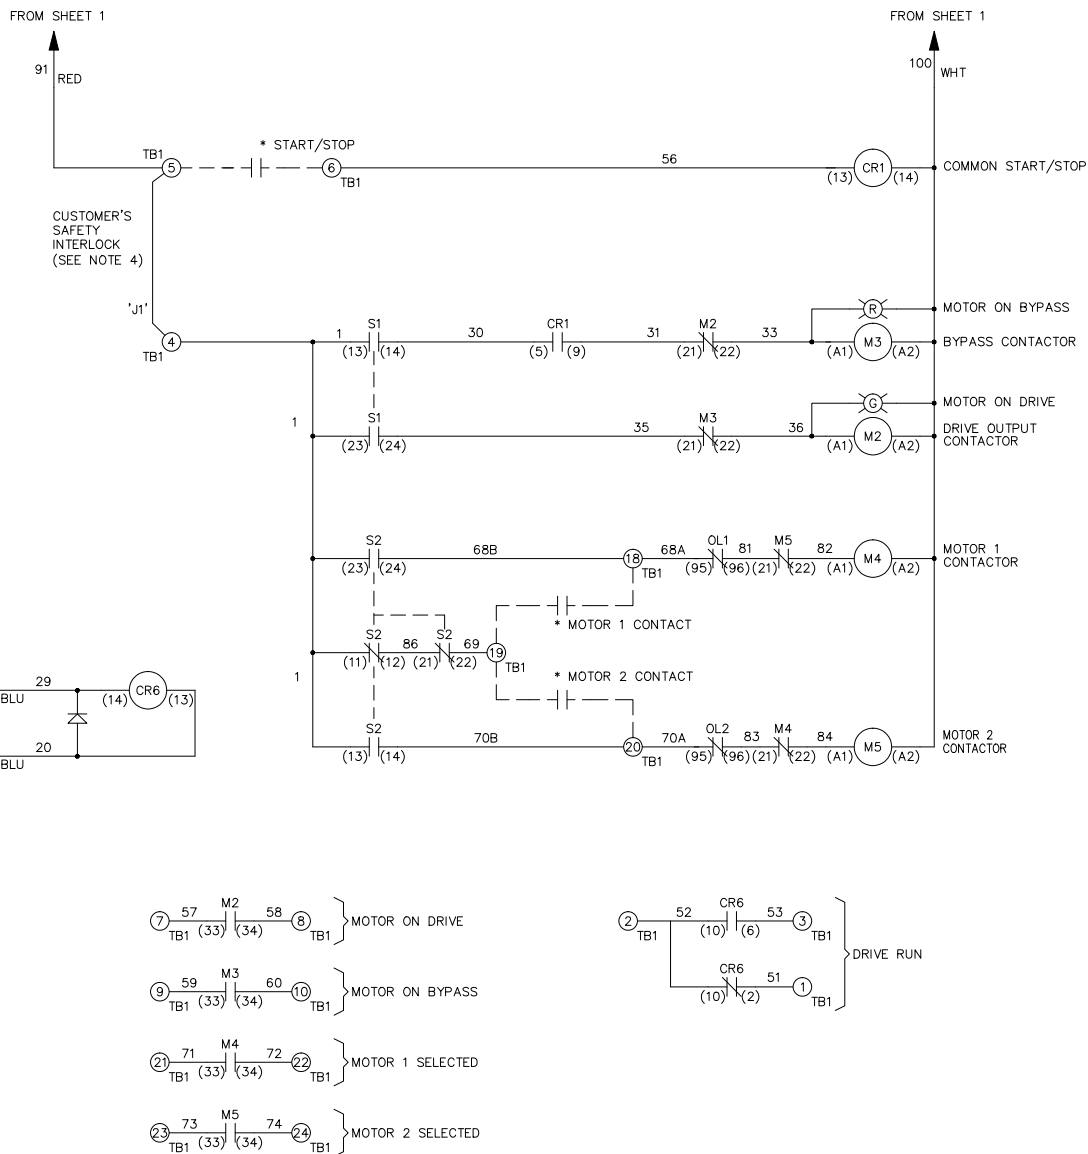 FROM SHEET 1
FROM SHEET 1
91
RED
100
WHT
TB1
5
* START/STOP
6
TB1
56
CR1
(13)
(14)
COMMON START/STOP
CUSTOMER'S
SAFETY
INTERLOCK
(SEE NOTE 4)
'J1'
TB1
4
R
MOTOR ON BYPASS
1
S1
(13)
(14)
30
CR1
(5)
(9)
31
M2
(21)
(22)
33
(A1)
M3
(A2)
BYPASS CONTACTOR
G
MOTOR ON DRIVE
1
S1
(23)
(24)
35
M3
(21)
(22)
36
(A1)
M2
(A2)
DRIVE OUTPUT
CONTACTOR
S2
(23)
(24)
68B
18
TB1
68A
OL1
(95)
(96)
81
M5
(21)
(22)
82
(A1)
M4
(A2)
MOTOR 1
CONTACTOR
* MOTOR 1 CONTACT
S2
(11)
(12)
86
S2
(21)
(22)
69
19
TB1
* MOTOR 2 CONTACT
1
S2
(13)
(14)
70B
20
TB1
70A
OL2
(95)
(96)
83
M4
(21)
(22)
84
(A1)
M5
(A2)
MOTOR 2
CONTACTOR
29
BLU
(14)
CR6
(13)
20
BLU
7
TB1
57
M2
(33)
(34)
58
8
TB1
MOTOR ON DRIVE
9
TB1
59
M3
(33)
(34)
60
10
TB1
MOTOR ON BYPASS
21
TB1
71
M4
(33)
(34)
72
22
TB1
MOTOR 1 SELECTED
23
TB1
73
M5
(33)
(34)
74
24
TB1
MOTOR 2 SELECTED
2
TB1
52
CR6
(10)
(6)
53
3
TB1
DRIVE RUN
CR6
(10)
(2)
51
1
TB1